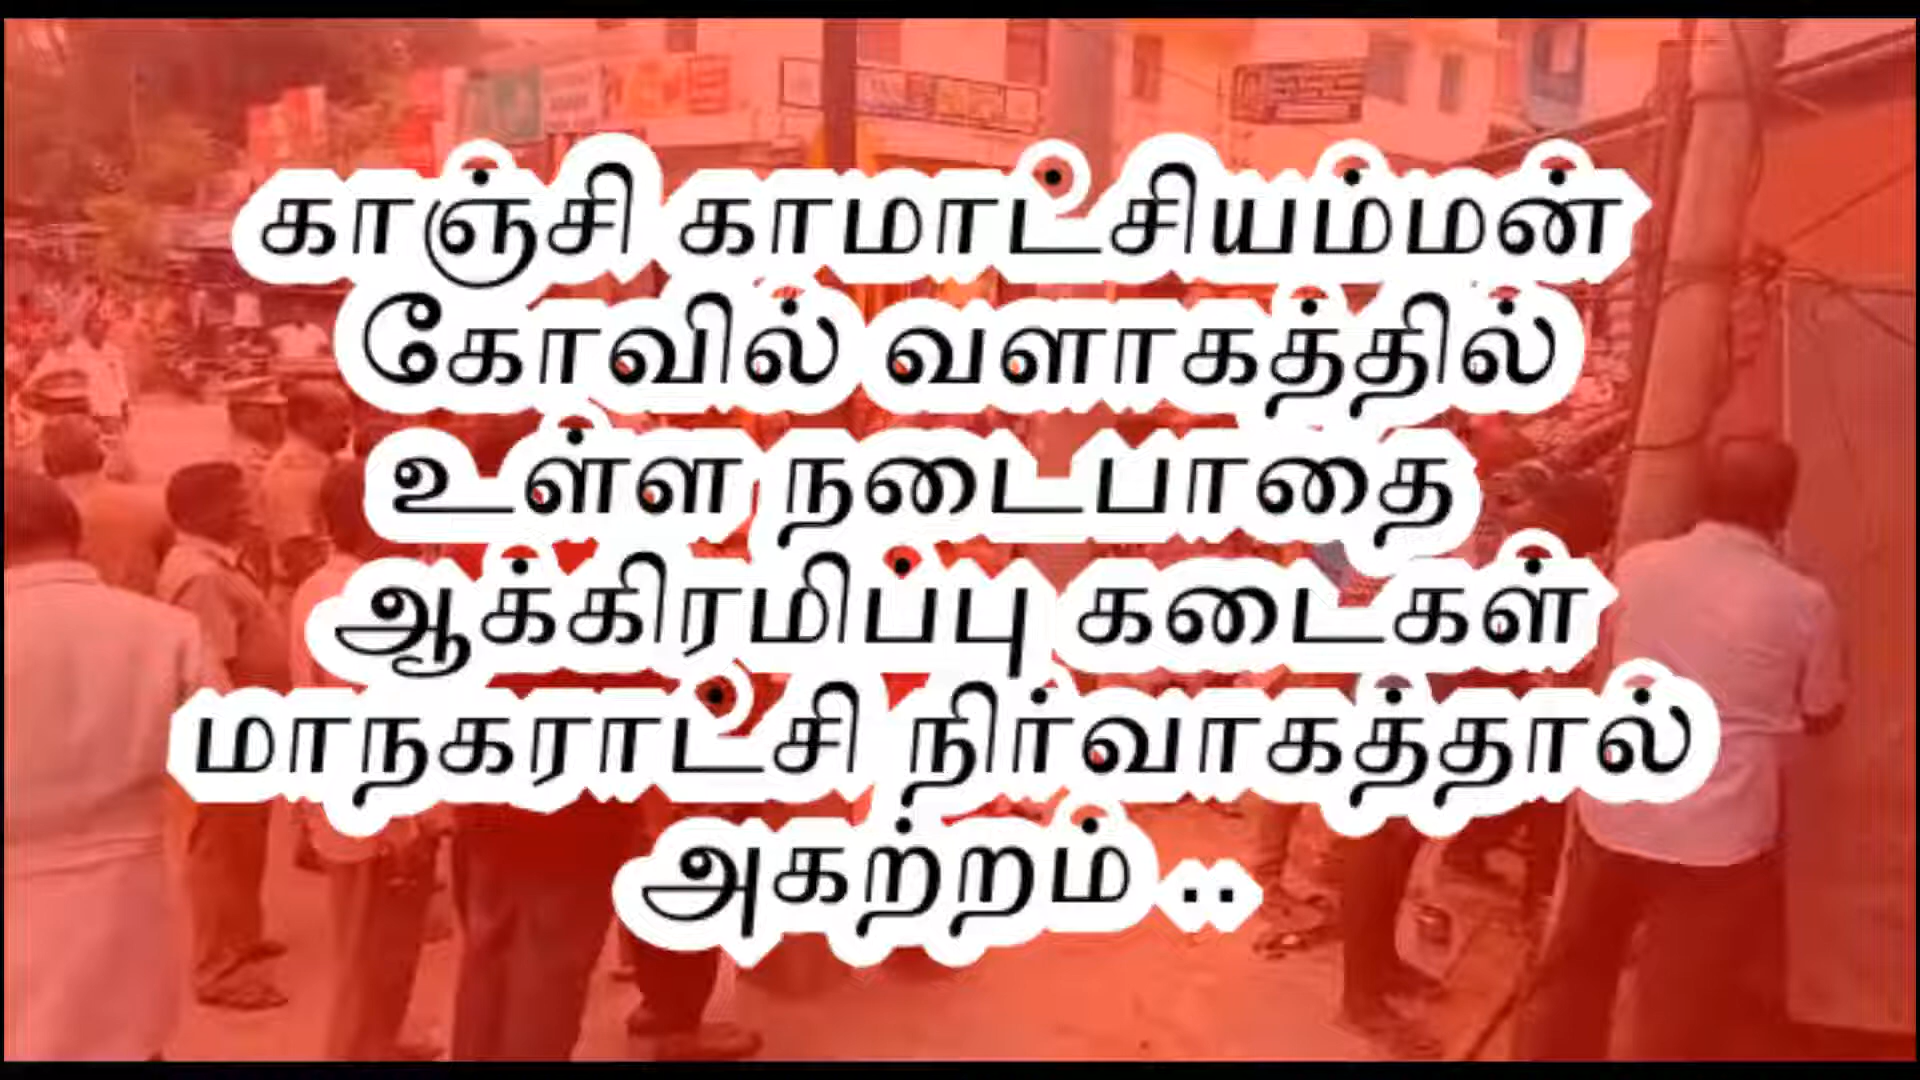 காஞ்சி காமாட்சியம்மன்
கோவில் வளாகத்தில்
உள்ள நடைபாதை
ஆக்கிரமிப்பு கடைகள்
மாநகராட்சி நிர்வாகத்தால்
அகற்றம் ..